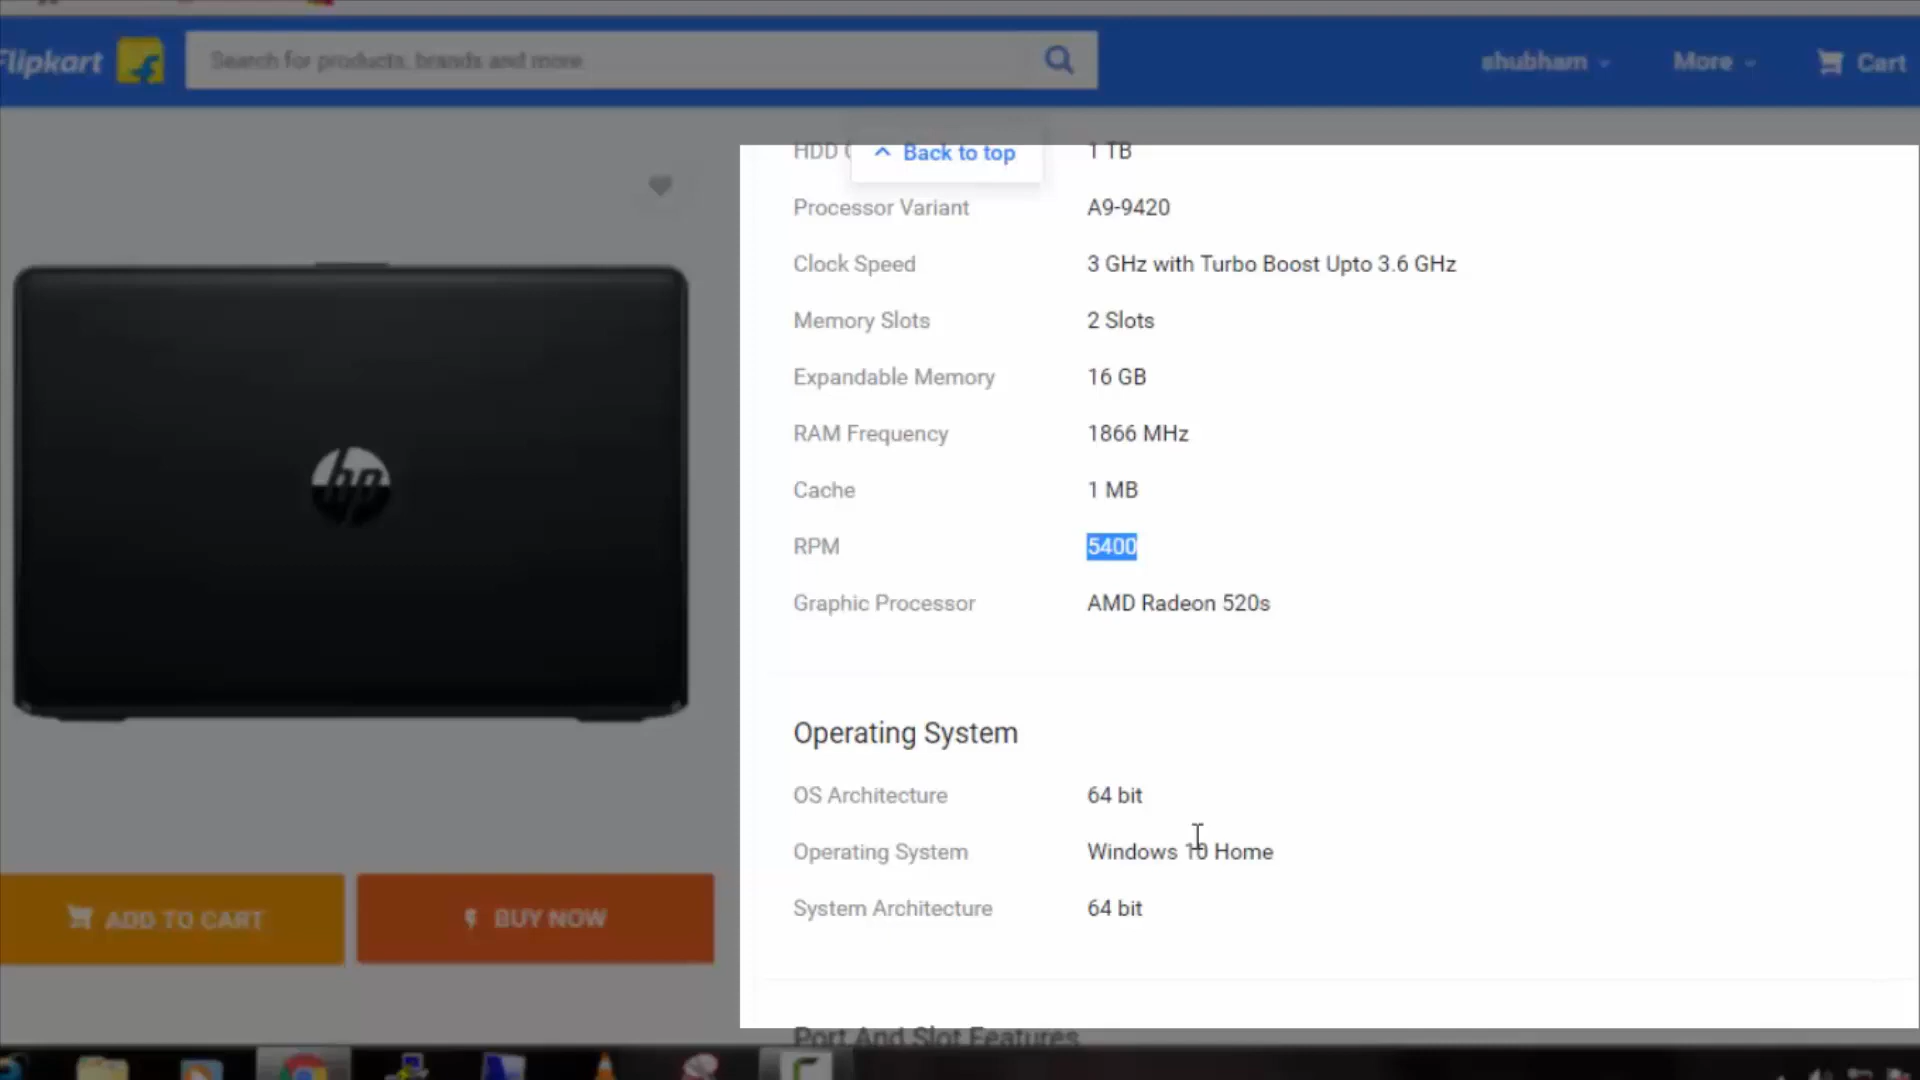 Flipkart
Search for products, brands and more
shubham
More
Cart
HDD
Back to top
1 TB
Processor Variant A9-9420
Clock Speed 3 GHz with Turbo Boost Upto 3.6 GHz
Memory Slots 2 Slots
Expandable Memory 16 GB
RAM Frequency 1866 MHz
Cache 1 MB
RPM 5400
Graphic Processor AMD Radeon 520s
hp
Operating System
OS Architecture 64 bit
Operating System Windows 10 Home
System Architecture 64 bit
ADD TO CART
BUY NOW
Port And Slot Features